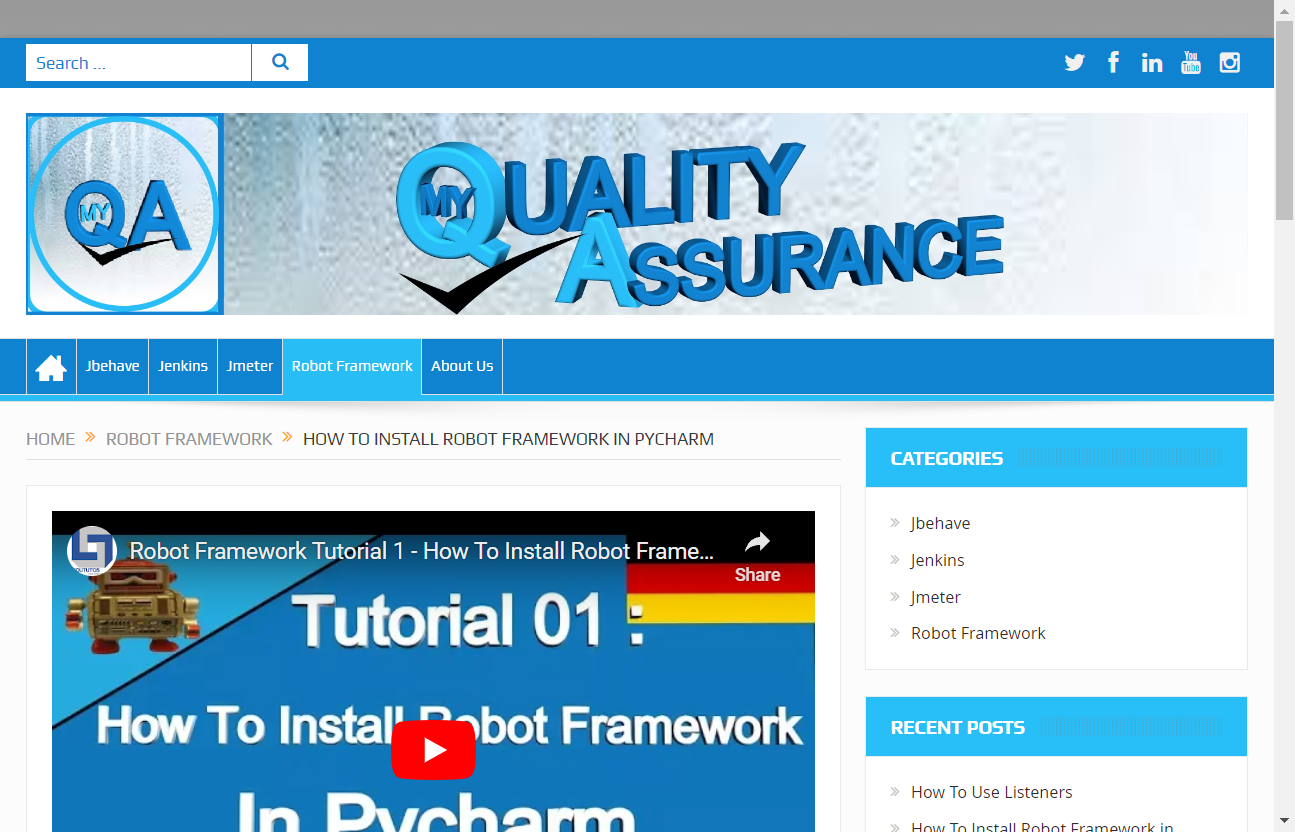 Search ...
You
Tube
MY
QA
MY QUALITY
ASSURANCE
Jbehave
Jenkins
Jmeter
Robot Framework
About Us
HOME
ROBOT FRAMEWORK
HOW TO INSTALL ROBOT FRAMEWORK IN PYCHARM
Robot Framework Tutorial 1 - How To Install Robot Frame...
Share
Tutorial 01 :
How To Install Robot Framework
In Pycharm
CATEGORIES
Jbehave
Jenkins
Jmeter
Robot Framework
RECENT POSTS
How To Use Listeners
How To Install Robot Framework in